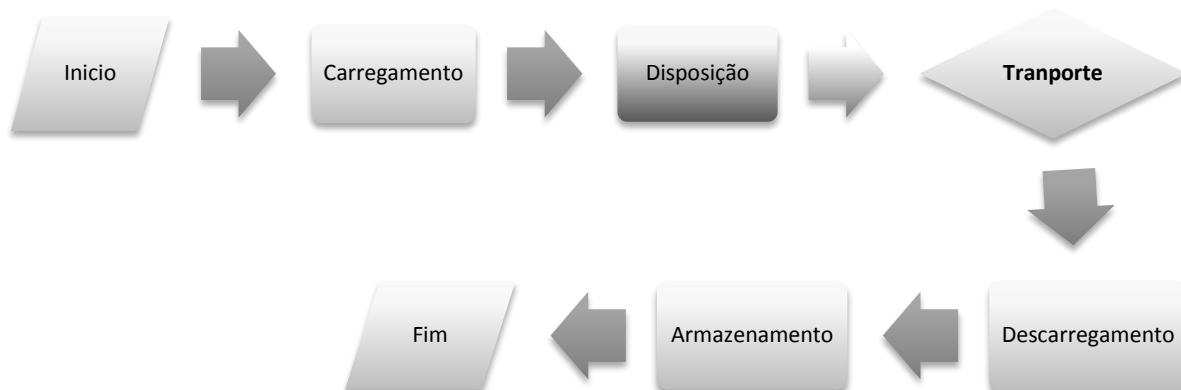 Inicio
Carregamento
Disposição
Tranporte
Descarregamento
Armazenamento
Fim